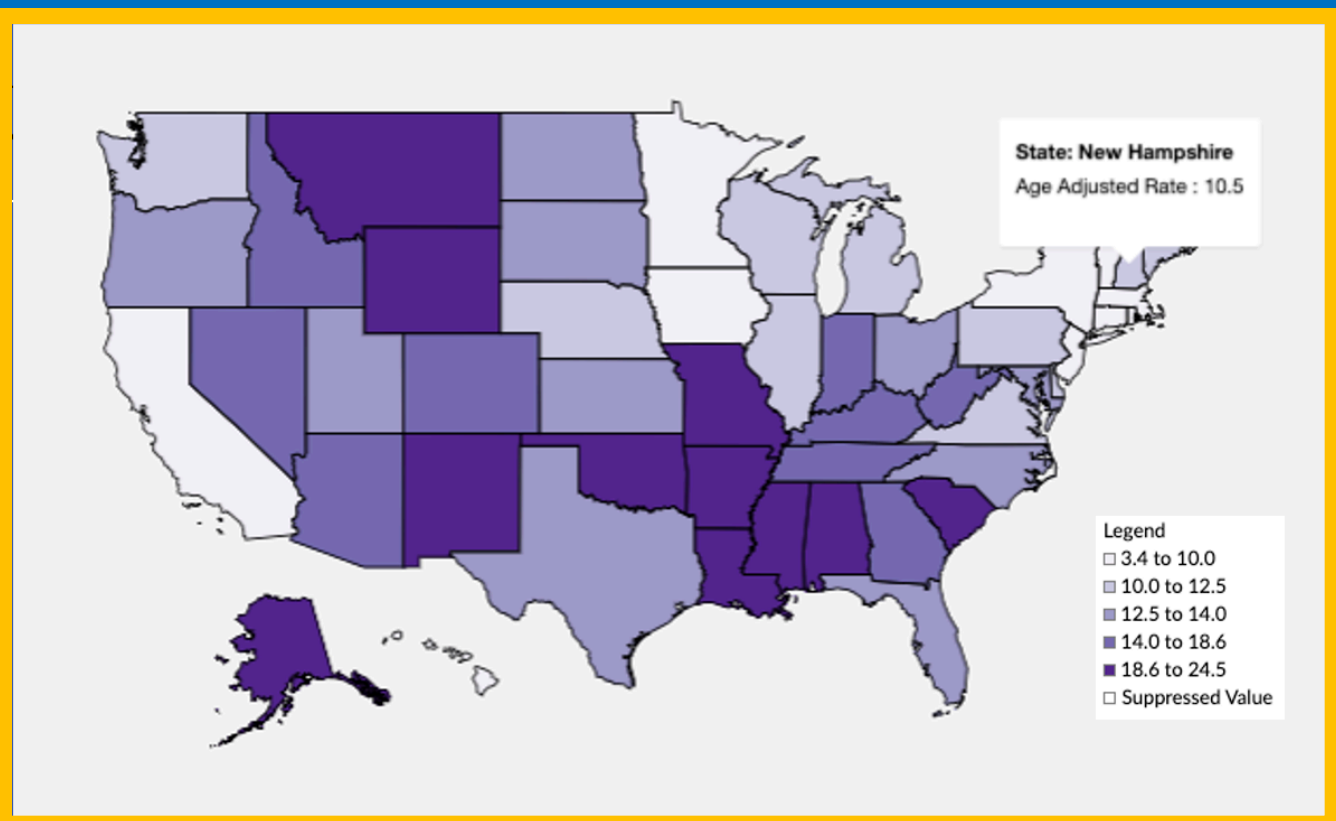 State: New Hampshire
Age Adjusted Rate : 10.5
Legend
3.4 to 10.0
10.0 to 12.5
12.5 to 14.0
14.0 to 18.6
18.6 to 24.5
Suppressed Value